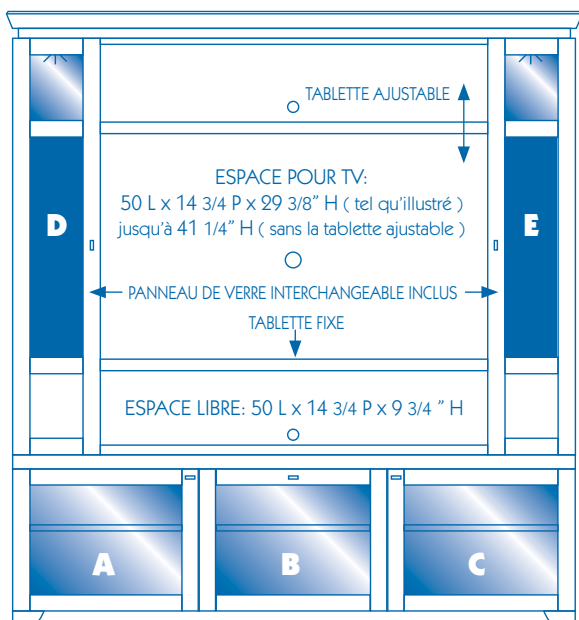 TABLETTE AJUSTABLE
ESPACE POUR TV:
50 L x 14 3/4 P x 29 3/8" H ( tel qu'illustré )
jusqu'à 41 1/4" H ( sans la tablette ajustable )
D
E
PANNEAU DE VERRE INTERCHANGEABLE INCLUS
TABLETTE FIXE
ESPACE LIBRE: 50 L x 14 3/4 P x 9 3/4 " H
A
B
C